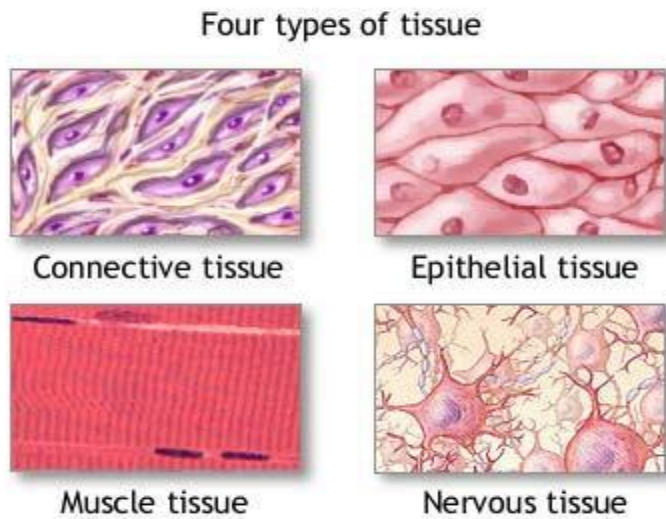 Four types of tissue
Connective tissue
Epithelial tissue
Muscle tissue
Nervous tissue